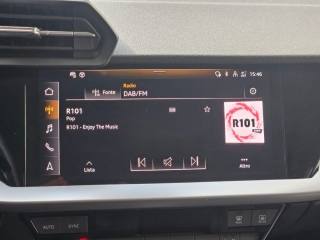 15:46
Fonte
Radio
DAB/FM
R101
Pop
R101 - Enjoy The Music
R101
Lista
Altro
AUTO
SYNC